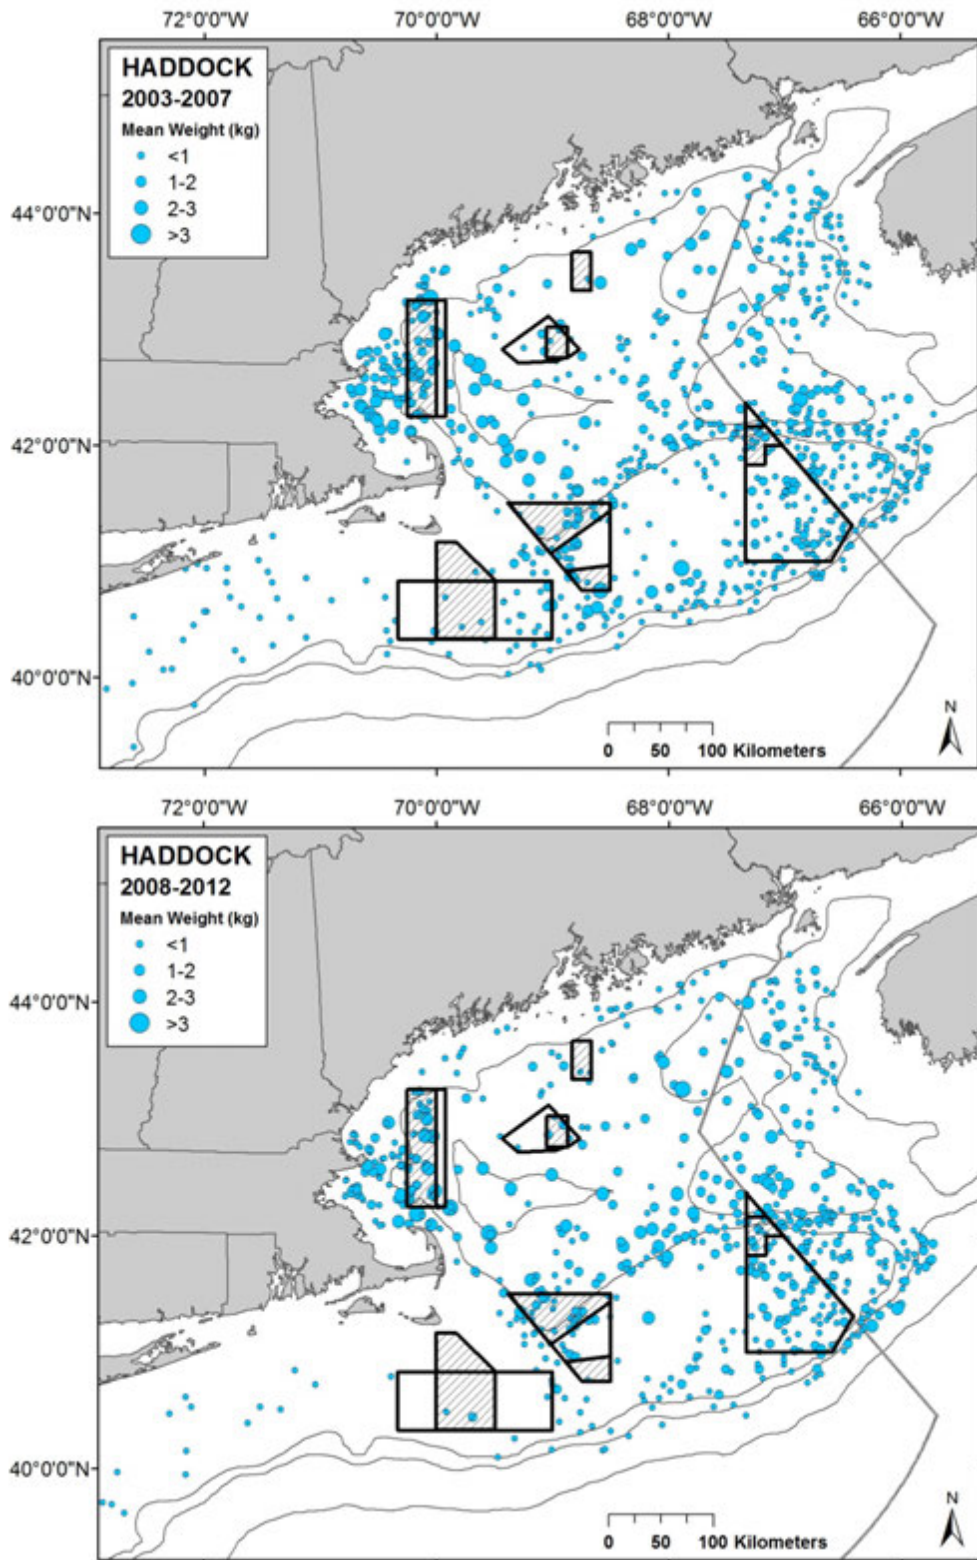 72°0'0"W 70°0'0"W 68°0'0"W 66°0'0"W
HADDOCK
2003-2007
Mean Weight (kg)
<1
1-2
2-3
>3
44°0'0"N
42°0'0"N
40°0'0"N
N
0 50 100 Kilometers
72°0'0"W 70°0'0"W 68°0'0"W 66°0'0"W
HADDOCK
2008-2012
Mean Weight (kg)
<1
1-2
2-3
>3
44°0'0"N
42°0'0"N
40°0'0"N
N
0 50 100 Kilometers